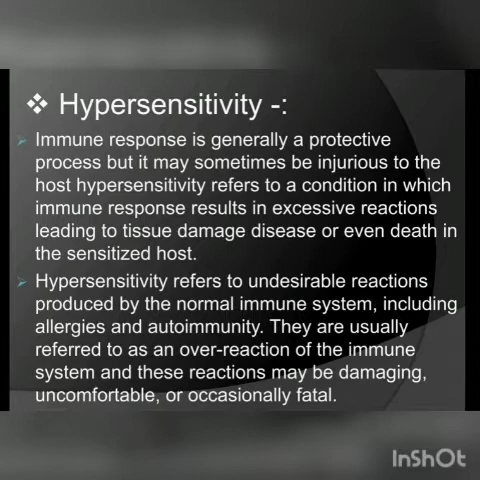 ❖ Hypersensitivity -:
➢ Immune response is generally a protective
process but it may sometimes be injurious to the
host hypersensitivity refers to a condition in which
immune response results in excessive reactions
leading to tissue damage disease or even death in
the sensitized host.
➢ Hypersensitivity refers to undesirable reactions
produced by the normal immune system, including
allergies and autoimmunity. They are usually
referred to as an over-reaction of the immune
system and these reactions may be damaging,
uncomfortable, or occasionally fatal.
InShOt